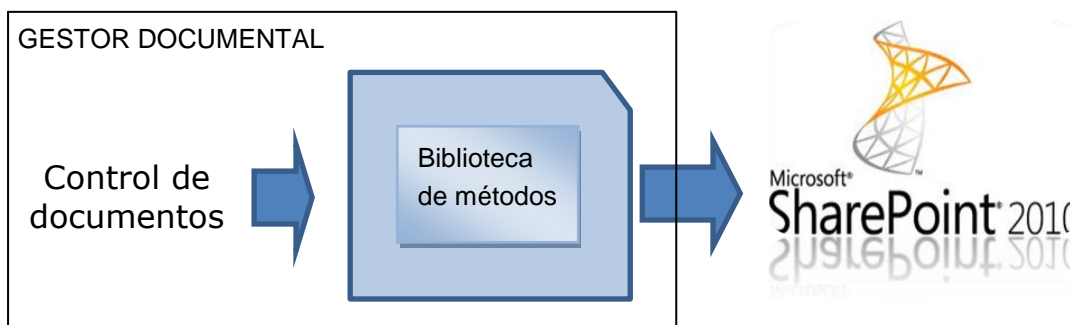 GESTOR DOCUMENTAL
Control de
documentos
Biblioteca
de métodos
Microsoft®
SharePoint® 2010